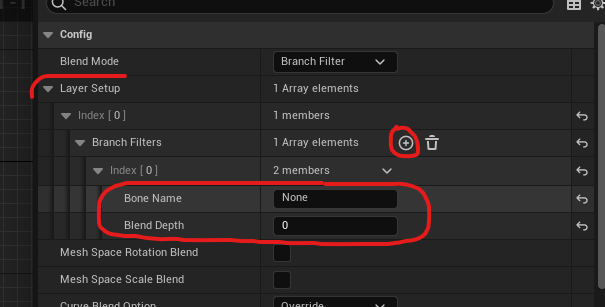 Search
Config
Blend Mode Branch Filter
Layer Setup 1 Array elements
Index [ 0 ] 1 members
Branch Filters 1 Array elements
Index [ 0 ] 2 members
Bone Name None
Blend Depth 0
Mesh Space Rotation Blend
Mesh Space Scale Blend
Curve Blend Option Override